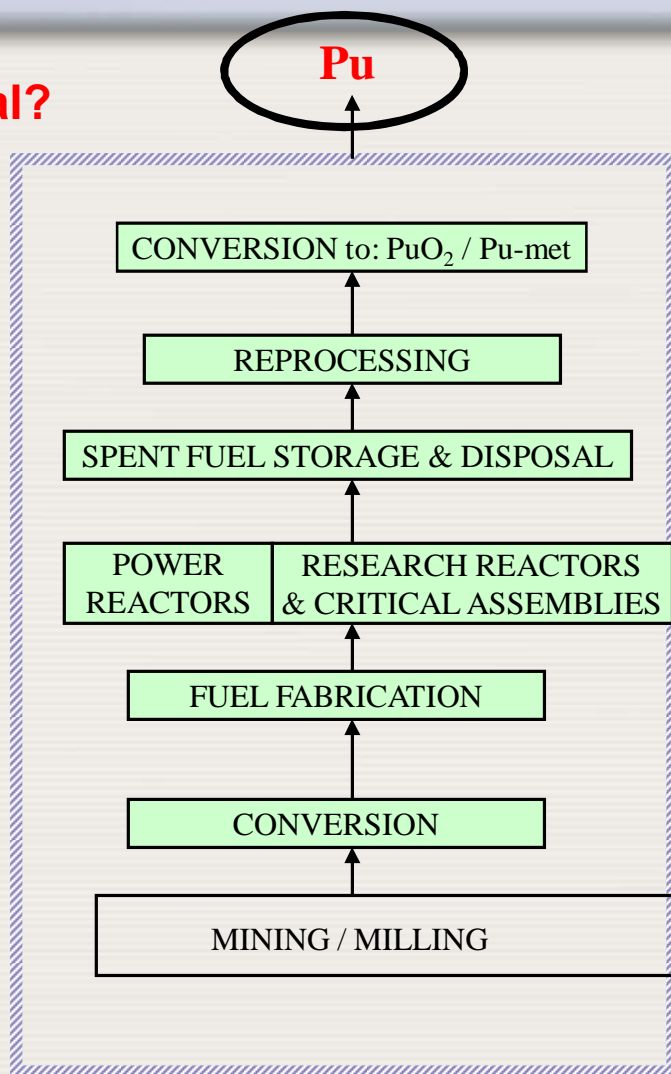 Pu
al?
CONVERSION to: PuO₂ / Pu-met
REPROCESSING
SPENT FUEL STORAGE & DISPOSAL
POWER
REACTORS
RESEARCH REACTORS
& CRITICAL ASSEMBLIES
FUEL FABRICATION
CONVERSION
MINING / MILLING